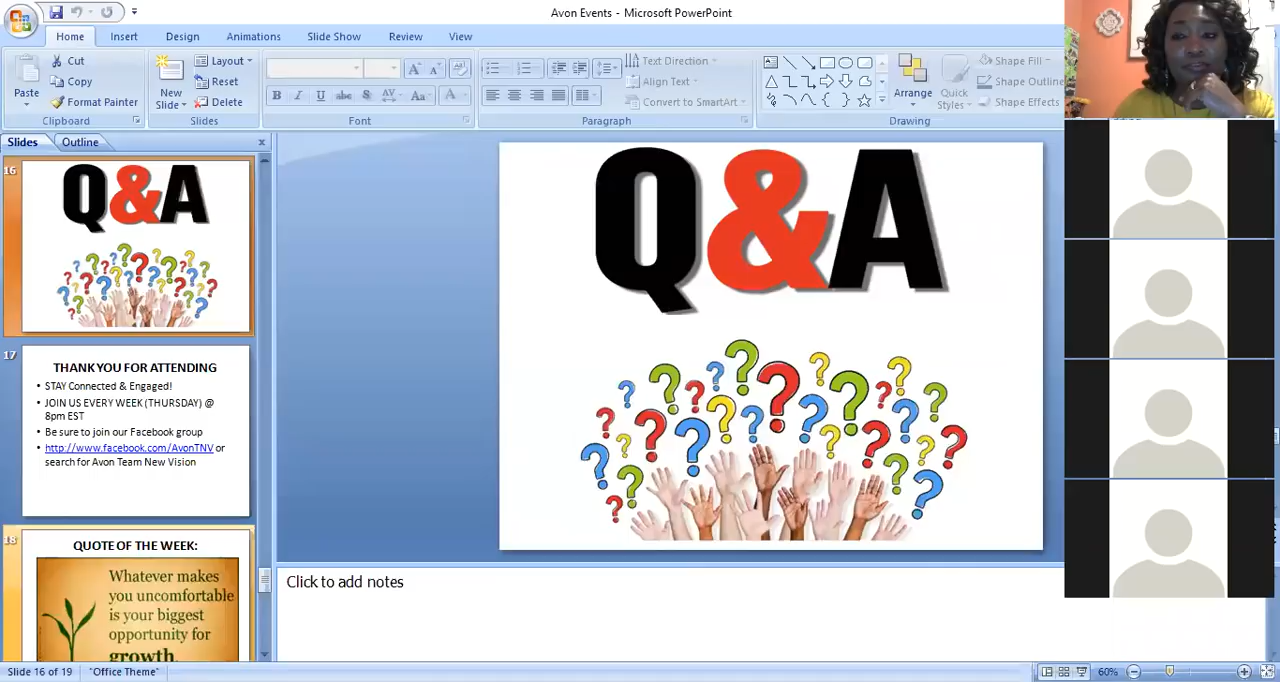 Avon Events - Microsoft PowerPoint
Home Insert Design Animations Slide Show Review View
Cut Layout Text Direction Shape Fill
Paste Copy New Slide Reset Align Text Arrange Quick Styles Shape Outline
Format Painter Delete B I U abc S AV Aa A Convert to SmartArt Shape Effects
Clipboard Slides Font Paragraph Drawing
Slides Outline x
16
Q&A
17
THANK YOU FOR ATTENDING
• STAY Connected & Engaged!
• JOIN US EVERY WEEK (THURSDAY) @
8pm EST
• Be sure to join our Facebook group
• http://www.facebook.com/AvonTNV or
search for Avon Team New Vision
18
QUOTE OF THE WEEK:
Whatever makes
you uncomfortable
is your biggest
opportunity for
growth.
Q&A
Click to add notes
Slide 16 of 19 "Office Theme" 60%